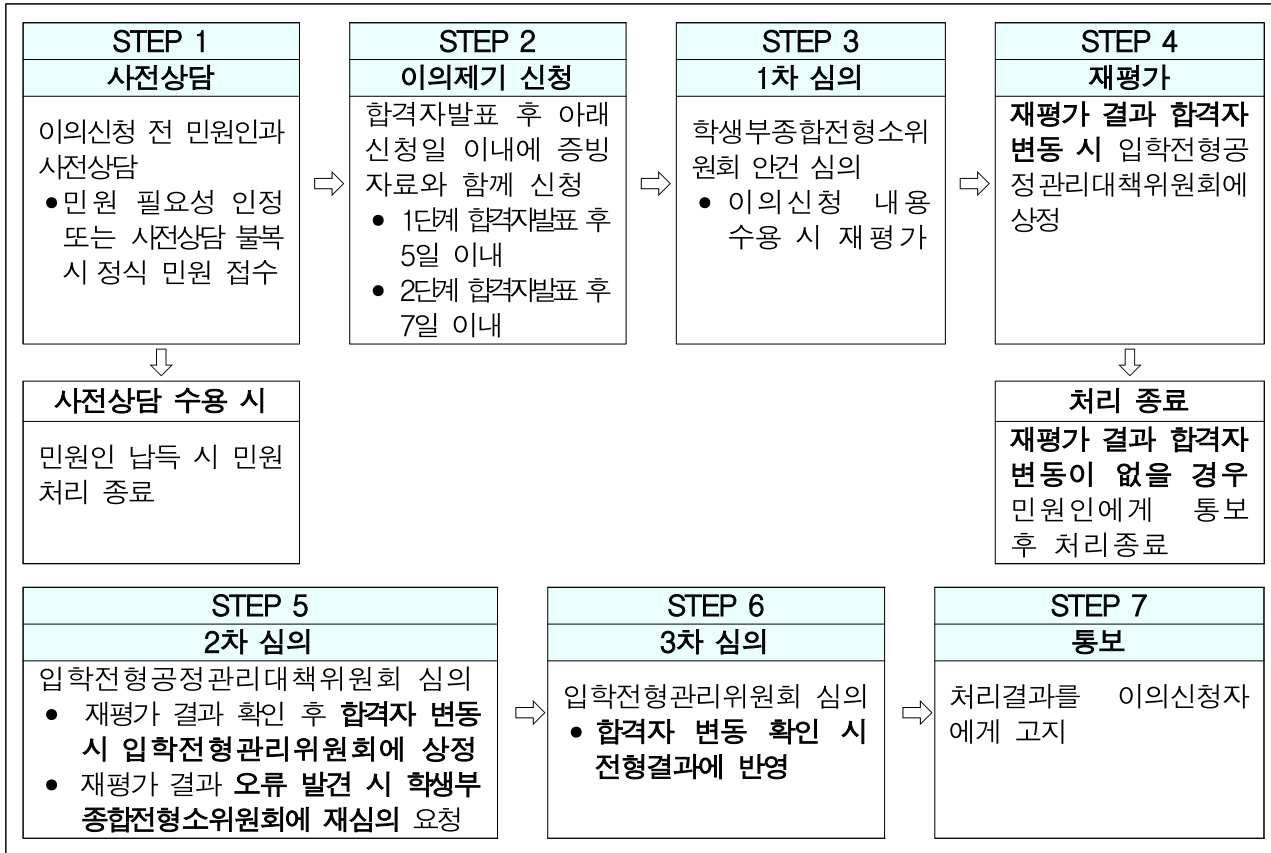 STEP 1
사전상담
이의신청 전 민원인과
사전상담
●민원 필요성 인정
또는 사전상담 불복
시 정식 민원 접수
STEP 2
이의제기 신청
합격자발표 후 아래
신청일 이내에 증빙
자료와 함께 신청
● 1단계 합격자발표 후
5일 이내
● 2단계 합격자발표 후
7일 이내
STEP 3
1차 심의
학생부종합전형소위
원회 안건 심의
● 이의신청 내용
수용 시 재평가
STEP 4
재평가
재평가 결과 합격자
변동 시 입학전형공
정관리대책위원회에
상정
사전상담 수용 시
민원인 납득 시 민원
처리 종료
처리 종료
재평가 결과 합격자
변동이 없을 경우
민원인에게 통보
후 처리종료
STEP 5
2차 심의
입학전형공정관리대책위원회 심의
● 재평가 결과 확인 후 합격자 변동
시 입학전형관리위원회에 상정
● 재평가 결과 오류 발견 시 학생부
종합전형소위원회에 재심의 요청
STEP 6
3차 심의
입학전형관리위원회 심의
● 합격자 변동 확인 시
전형결과에 반영
STEP 7
통보
처리결과를 이의신청자
에게 고지